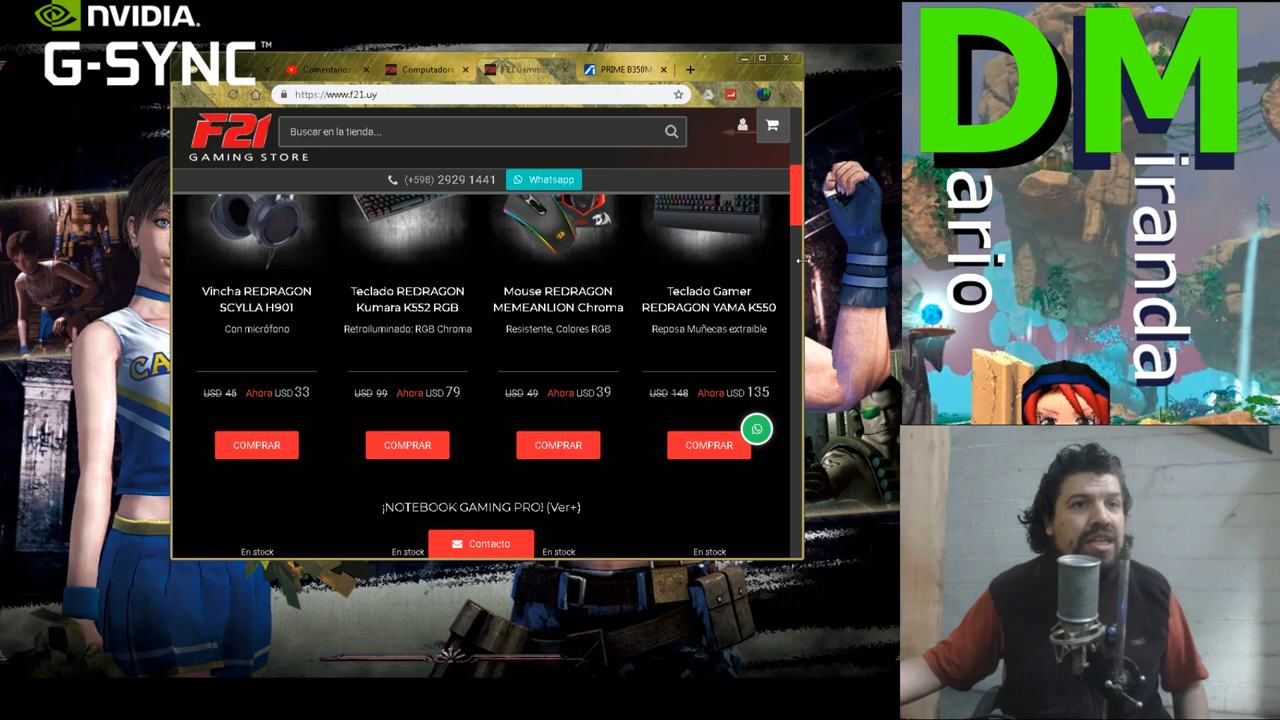 NVIDIA.
G-SYNC™
Comentarios
Computador
F21 Gamming
PRIME B350M
https://www.f21.uy
F21
GAMING STORE
Buscar en la tienda...
(+598) 2929 1441
Whatsapp
Vincha REDRAGON
SCYLLA H901
Con micrófono
USD 45 Ahora USD 33
COMPRAR
Teclado REDRAGON
Kumara K552 RGB
Retroiluminado: RGB Chroma
USD 99 Ahora USD 79
COMPRAR
Mouse REDRAGON
MEMEANLION Chroma
Resistente, Colores RGB
USD 49 Ahora USD 39
COMPRAR
Teclado Gamer
REDRAGON YAMA K550
Reposa Muñecas extraible
USD 148 Ahora USD 135
COMPRAR
¡NOTEBOOK GAMING PRO! (Ver+)
En stock
En stock
En stock
En stock
Contacto
CA
DM
ario
iranda